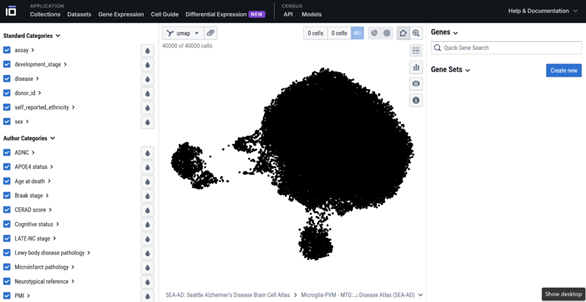 APPLICATION
Collections Datasets Gene Expression Cell Guide Differential Expression NEW
CENSUS
API Models
Help & Documentation
Standard Categories
assay
development_stage
disease
donor_id
self_reported_ethnicity
sex
Author Categories
ADNC
APOE4 status
Age at death
Braak stage
CERAD score
Cognitive status
LATE-NC stage
Lewy body disease pathology
Microinfarct pathology
Neurotypical reference
PMI
umap
40000 of 40000 cells
0 cells 0 cells
SEA-AD: Seattle Alzheimer's Disease Brain Cell Atlas > Microglia-PVM - MTG: Disease Atlas (SEA-AD)
Genes
Quick Gene Search
Gene Sets
Create new
Show desktop